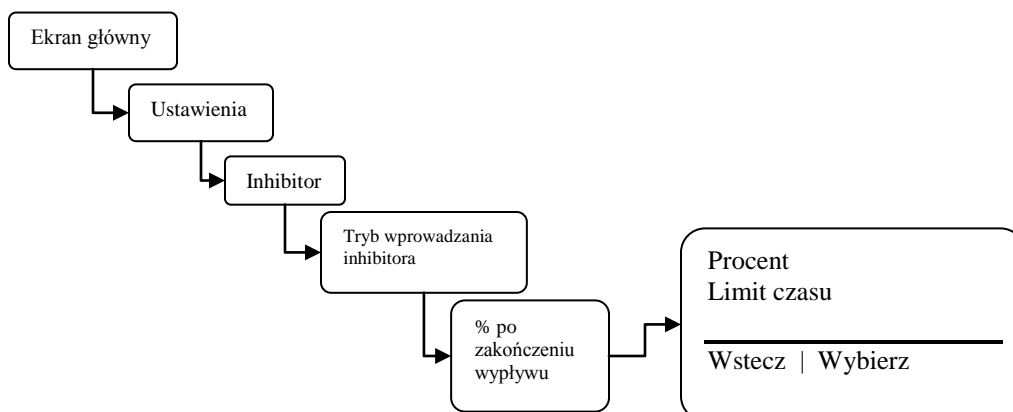 Ekran główny
Ustawienia
Inhibitor
Tryb wprowadzania
inhibitora
% po
zakończeniu
wypływu
Procent
Limit czasu
Wstecz | Wybierz